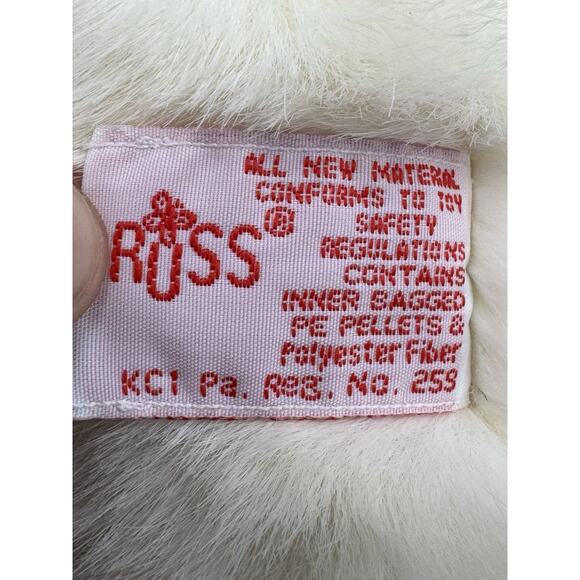 RUSS®
ALL NEW MATERIAL
CONFORMS TO TOY
SAFETY
REGULATIONS
CONTAINS
INNER BAGGED
PE PELLETS &
Polyester Fiber
KC1 Pa. Reg. No. 259